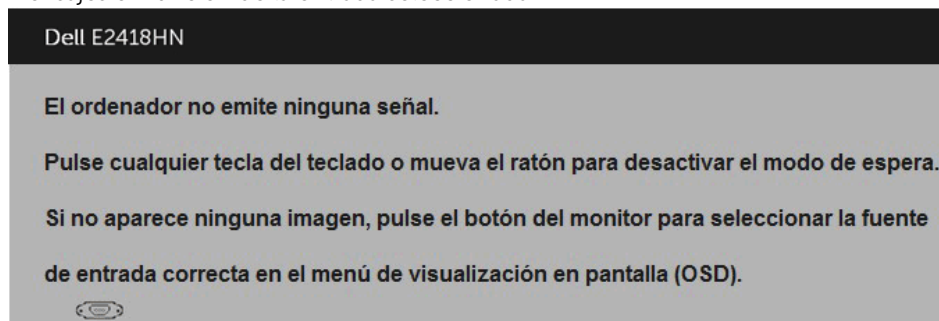 Dell E2418HN
El ordenador no emite ninguna señal.
Pulse cualquier tecla del teclado o mueva el ratón para desactivar el modo de espera.
Si no aparece ninguna imagen, pulse el botón del monitor para seleccionar la fuente
de entrada correcta en el menú de visualización en pantalla (OSD).